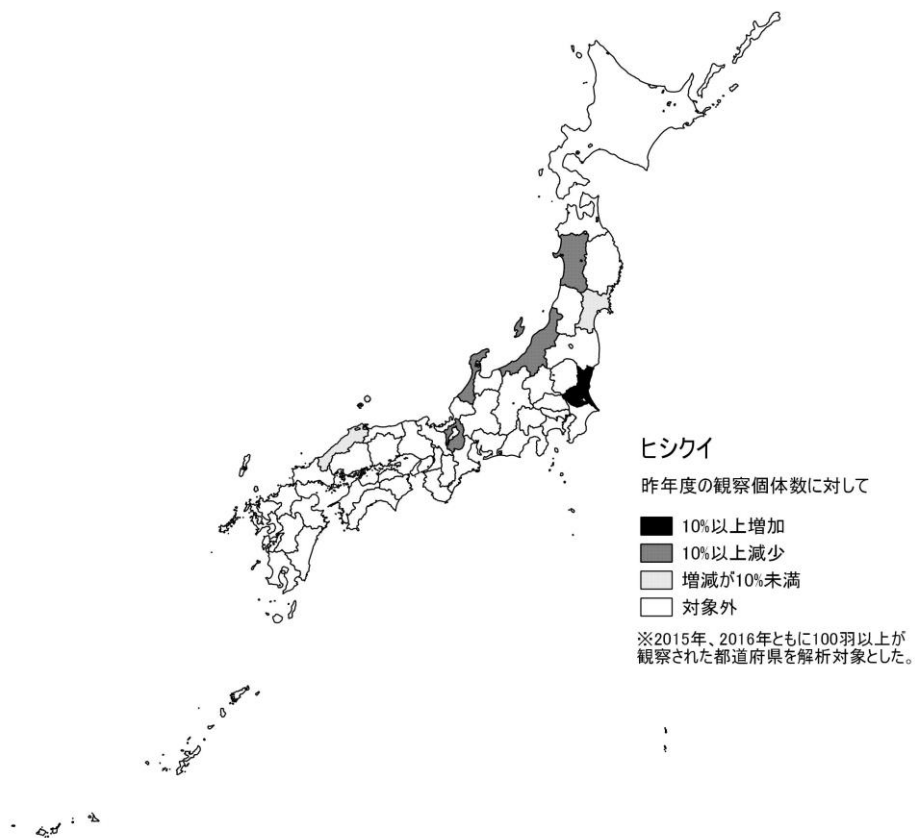 ヒシクイ
昨年度の観察個体数に対して
10%以上増加
10%以上減少
増減が10%未満
対象外
※2015年、2016年ともに100羽以上が
観察された都道府県を解析対象とした。